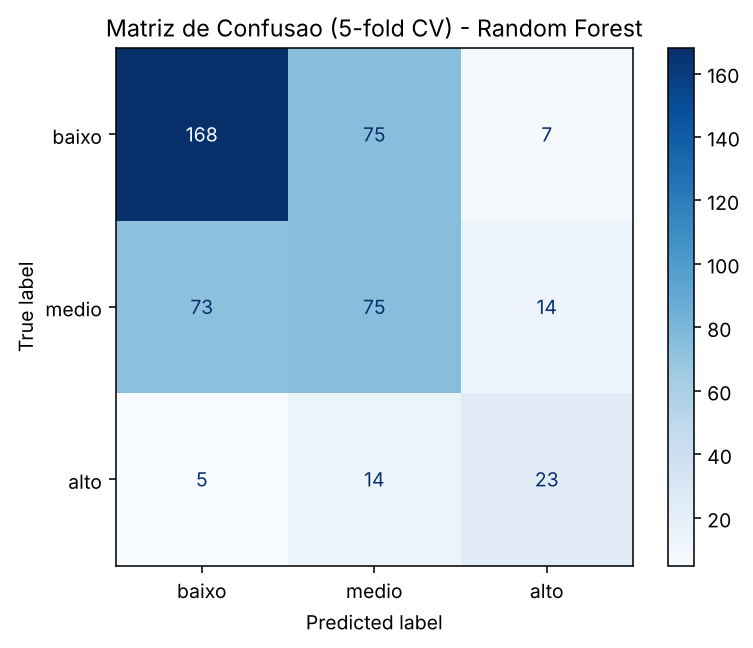 Matriz de Confusao (5-fold CV) - Random Forest
True label
baixo
168
75
7
medio
73
75
14
alto
5
14
23
baixo
medio
alto
Predicted label
160
140
120
100
80
60
40
20